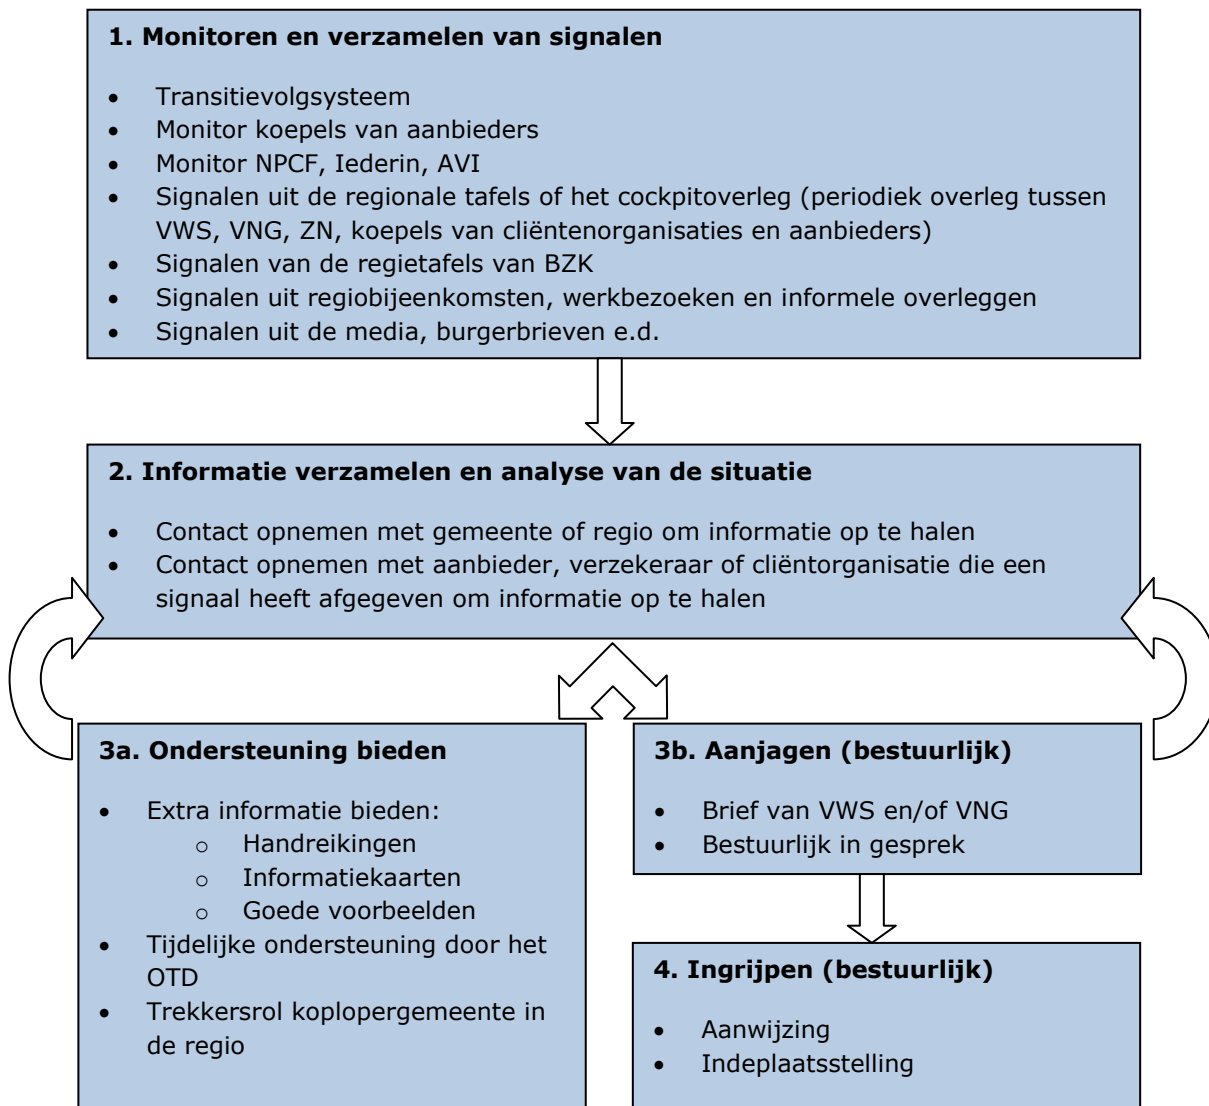 1. Monitoren en verzamelen van signalen
• Transitievolgsysteem
• Monitor koepels van aanbieders
• Monitor NPCF, Iederin, AVI
• Signalen uit de regionale tafels of het cockpitoverleg (periodiek overleg tussen
VWS, VNG, ZN, koepels van cliëntenorganisaties en aanbieders)
• Signalen van de regietafels van BZK
• Signalen uit regiobijeenkomsten, werkbezoeken en informele overleggen
• Signalen uit de media, burgerbrieven e.d.
2. Informatie verzamelen en analyse van de situatie
• Contact opnemen met gemeente of regio om informatie op te halen
• Contact opnemen met aanbieder, verzekeraar of cliëntorganisatie die een
signaal heeft afgegeven om informatie op te halen
3a. Ondersteuning bieden
• Extra informatie bieden:
o Handreikingen
o Informatiekaarten
o Goede voorbeelden
• Tijdelijke ondersteuning door het
OTD
• Trekkersrol koplopergemeente in
de regio
3b. Aanjagen (bestuurlijk)
• Brief van VWS en/of VNG
• Bestuurlijk in gesprek
4. Ingrijpen (bestuurlijk)
• Aanwijzing
• Indeplaatsstelling